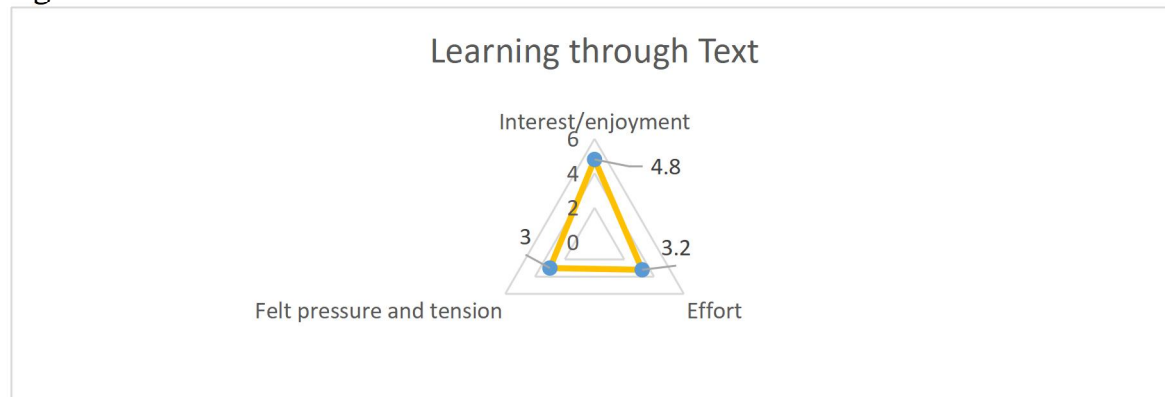 Learning through Text
Interest/enjoyment
6
4.8
4
2
3
0
3.2
Felt pressure and tension
Effort